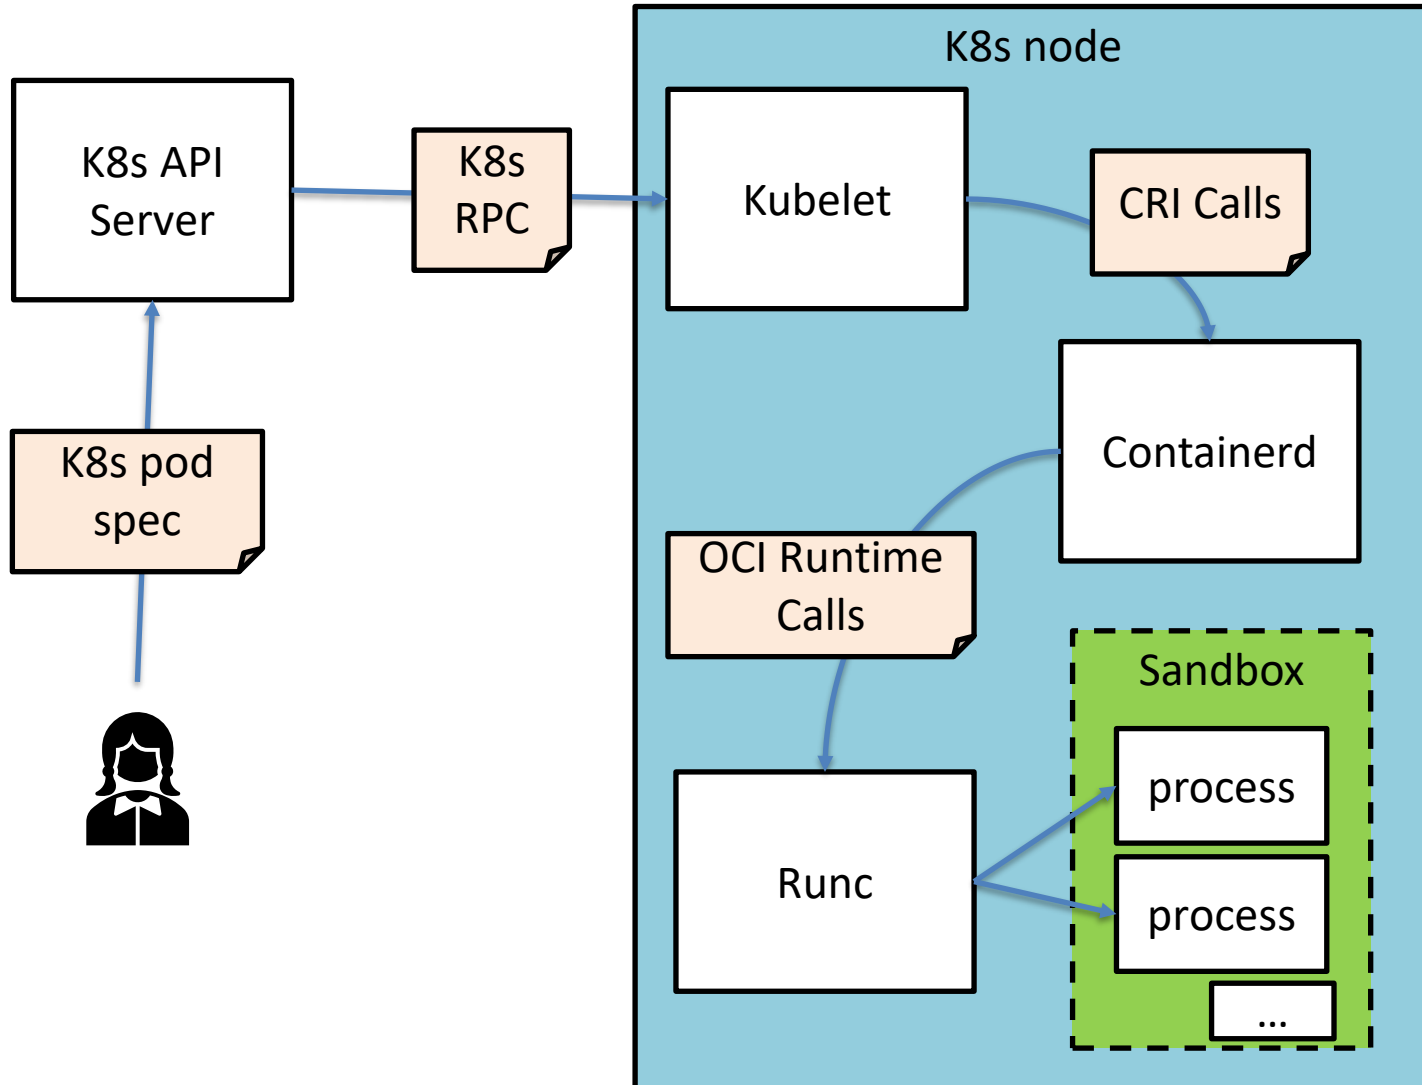 K8s node
K8s API
Server
K8s
RPC
Kubelet
CRI Calls
K8s pod
spec
Containerd
OCI Runtime
Calls
Sandbox
process
Runc
process
...